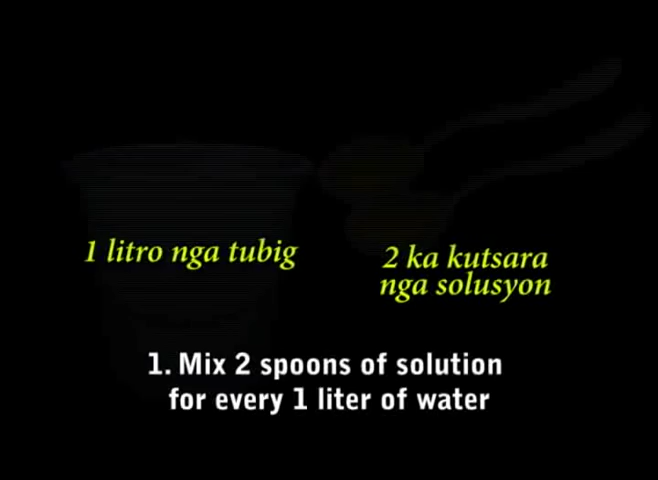 1 litro nga tubig
2 ka kutsara
nga solusyon
1. Mix 2 spoons of solution
for every 1 liter of water